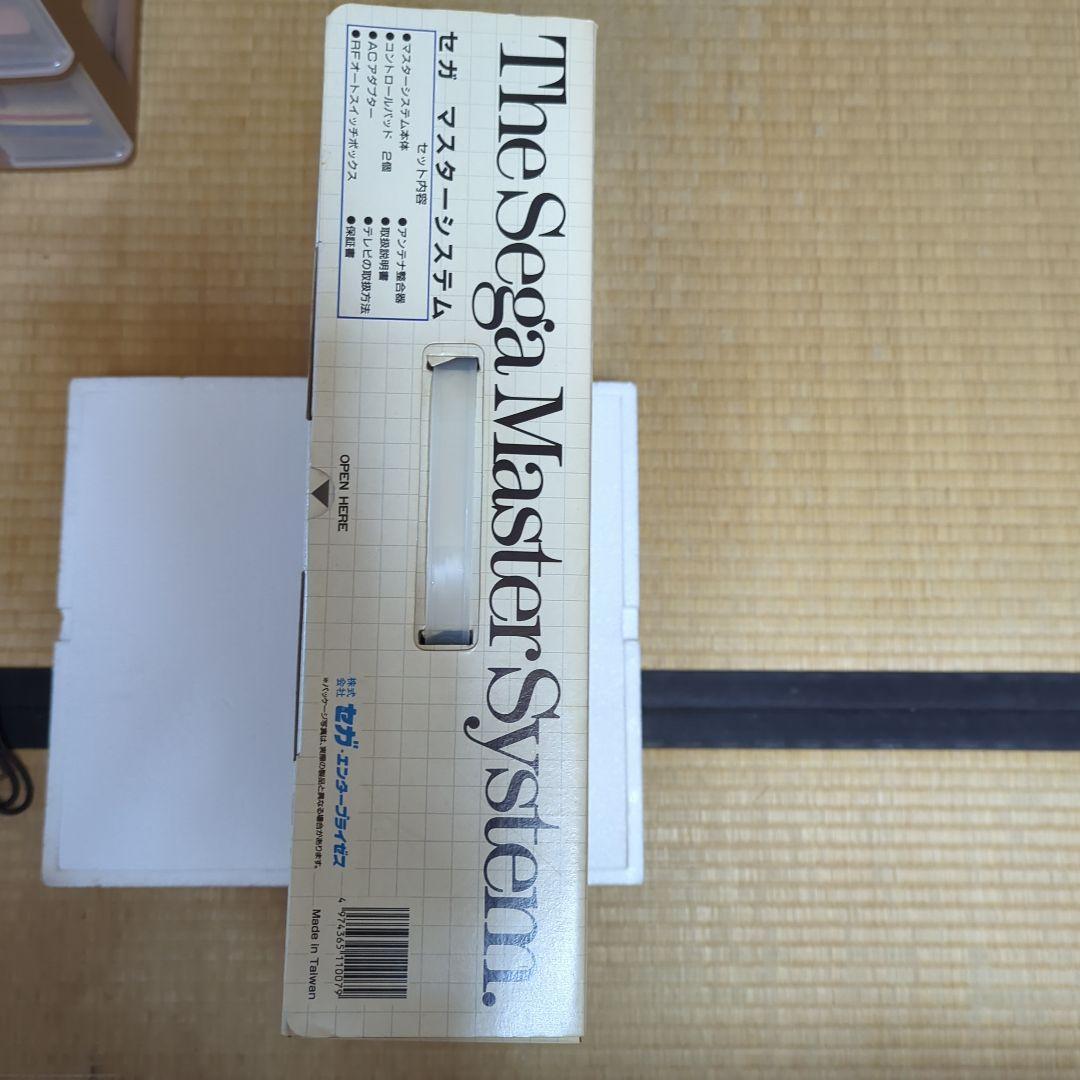 The Sega Master System.
セガ マスターシステム
セット内容
●マスターシステム本体
●コントロールパッド 2個
●ACアダプター
●RFオートスイッチボックス
●アンテナ整合器
●取扱説明書
●テレビの取扱方法
●保証書
OPEN HERE
株式会社 セガ・エンタープライゼス
※パッケージ写真は、実際の製品と異なる場合があります。
4 974365 110079
Made in Taiwan